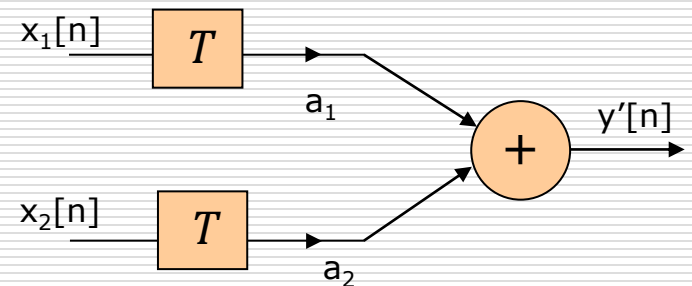 x₁[n]
T
a₁
+
y′[n]
x₂[n]
T
a₂